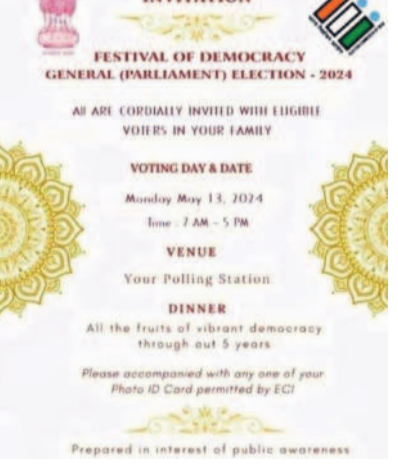 INVITATION
FESTIVAL OF DEMOCRACY
GENERAL (PARLIAMENT) ELECTION - 2024
All ARE CORDIALLY INVITED WITH ELIGIBLE
VOTERS IN YOUR FAMILY
VOTING DAY & DATE
Monday May 13, 2024
Time : 7 AM - 5 PM
VENUE
Your Polling Station
DINNER
All the fruits of vibrant democracy
through out 5 years
Please accompanied with any one of your
Photo ID Card permitted by ECI
Prepared in interest of public awareness